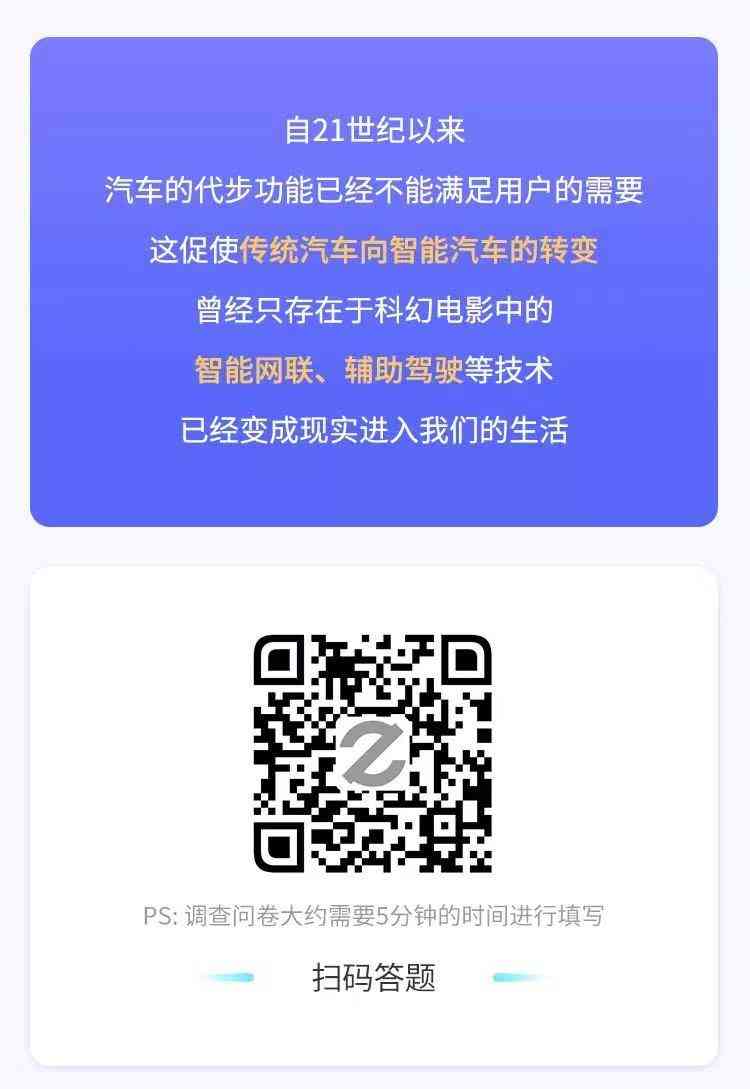 自21世纪以来
汽车的代步功能已经不能满足用户的需要
这促使传统汽车向智能汽车的转变
曾经只存在于科幻电影中的
智能网联、辅助驾驶等技术
已经变成现实进入我们的生活
PS: 调查问卷大约需要5分钟的时间进行填写
扫码答题